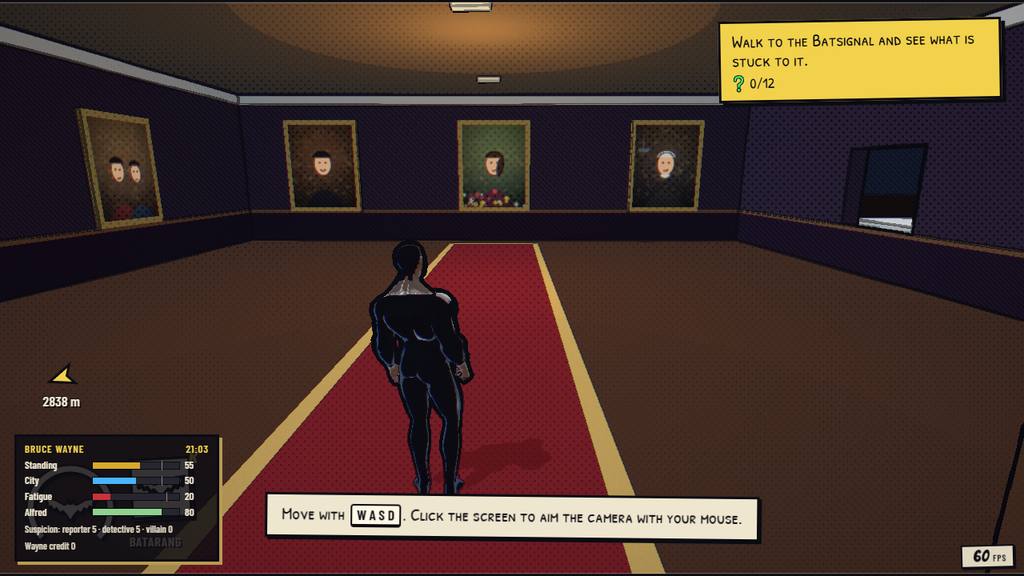 Walk to the Batsignal and see what is
stuck to it.
? 0/12
2838 m
BRUCE WAYNE 21:03
Standing 55
City 50
Fatigue 20
Alfred 80
Suspicion: reporter 5 · detective 5 · villain 0
Wayne credit 0
BATARANG
Move with WASD. Click the screen to aim the camera with your mouse.
60 FPS